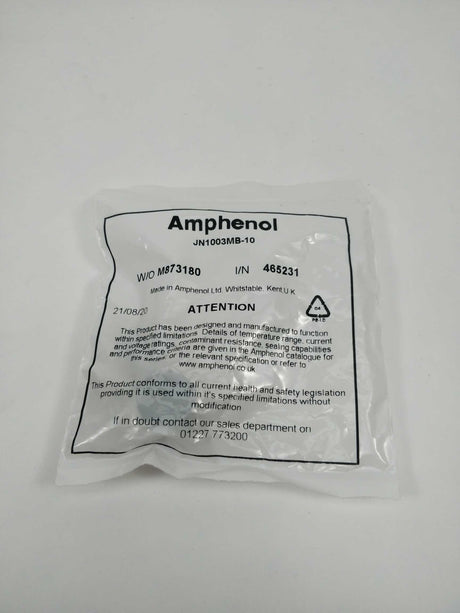 Amphenol
JN1003MB-10
W/O M873180 I/N 465231
Made in Amphenol Ltd. Whitstable. Kent,U.K
21/08/20 ATTENTION
This Product has been designed and manufactured to function
within specified limitations. Details of temperature range, current
and voltage ratings, contaminant resistance, sealing capabilities
and performance criteria are given in the Amphenol catalogue for
this series, or the relevant specification or refer to
www.amphenol.co.uk
This Product conforms to all current health and safety legislation
providing it is used within it's specified limitations without
modification
If in doubt contact our sales department on
01227 773200